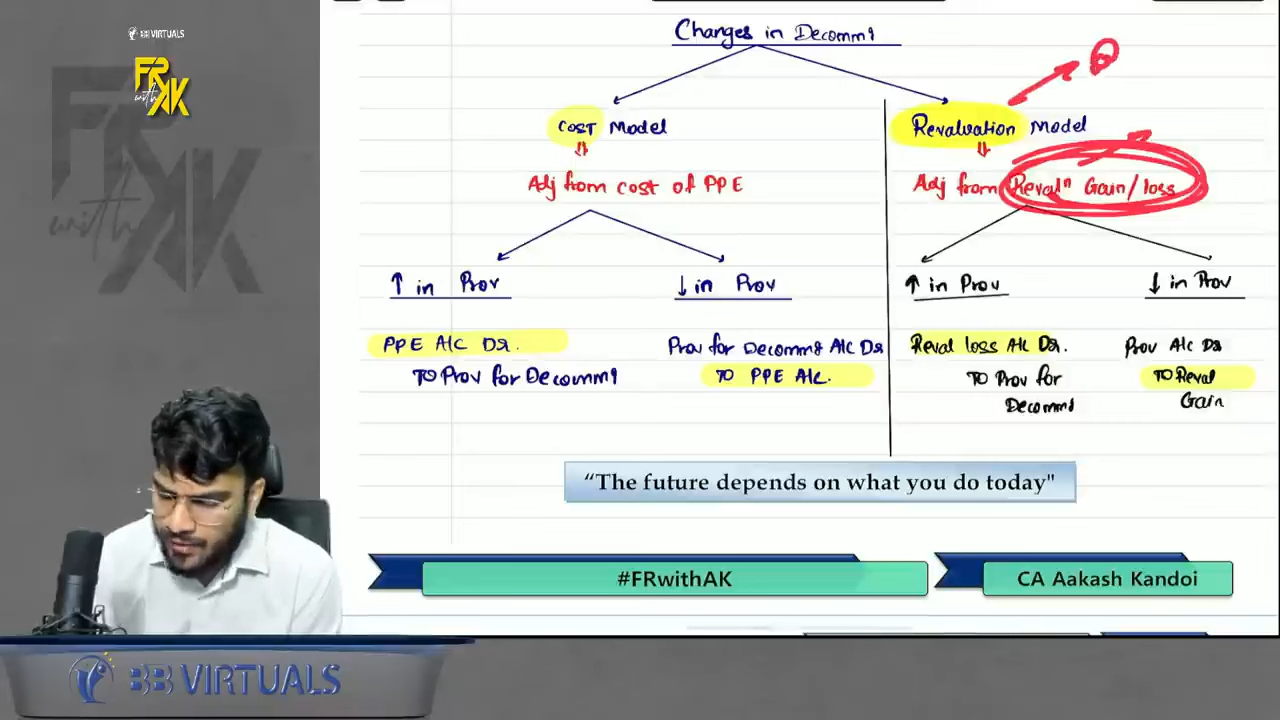 BB VIRTUALS
FR
with
AK
Changes in Decomm§
COST Model
Revaluation Model
Adj from cost of PPE
Adj from Revalⁿ Gain/loss
↑ in Prov
↓ in Prov
↑ in Prov
↓ in Prov
PPE A/C Dr.
To Prov for Decomm§
Prov for Decomm§ A/C Dr
To PPE A/C.
Reval loss A/C Dr.
To Prov for
Decomm§
Prov A/C Dr
To Reval
Gain
“The future depends on what you do today"
#FRwithAK
CA Aakash Kandoi
BB VIRTUALS